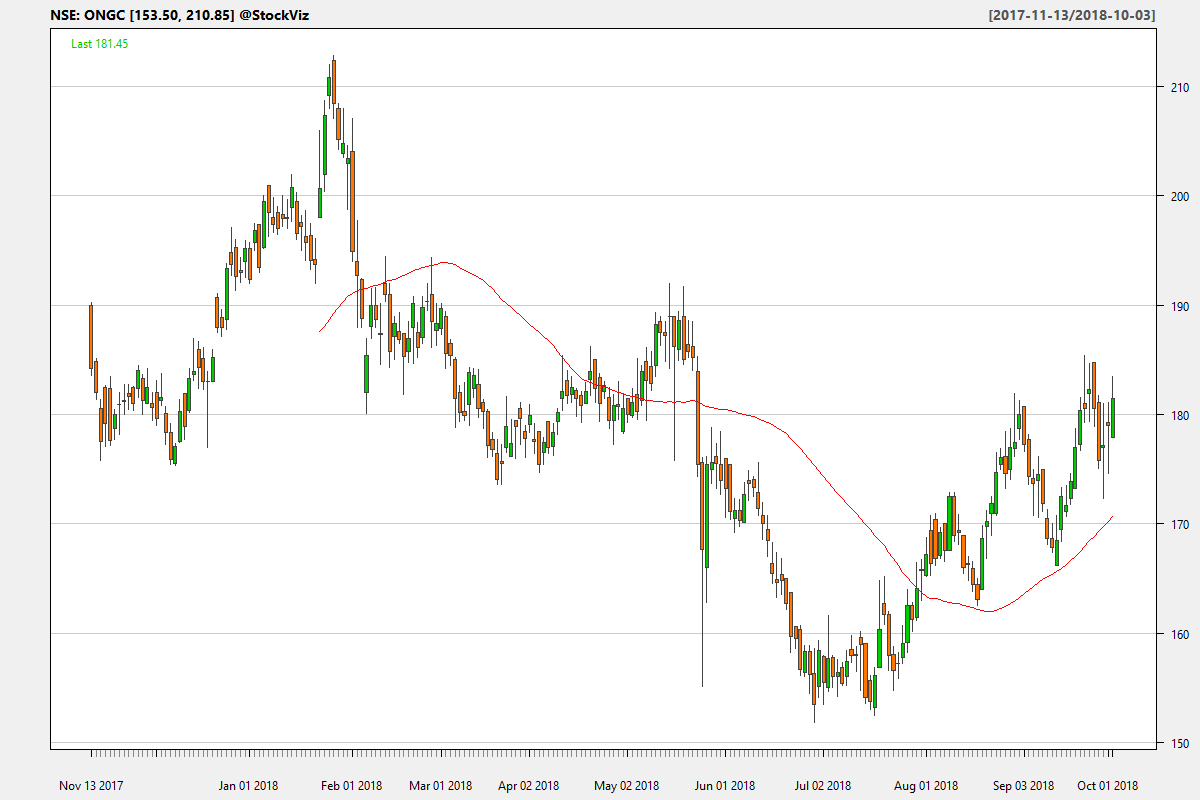 NSE: ONGC [153.50, 210.85] @StockViz
[2017-11-13/2018-10-03]
Last 181.45
210
200
190
180
170
160
150
Nov 13 2017
Jan 01 2018
Feb 01 2018
Mar 01 2018
Apr 02 2018
May 02 2018
Jun 01 2018
Jul 02 2018
Aug 01 2018
Sep 03 2018
Oct 01 2018